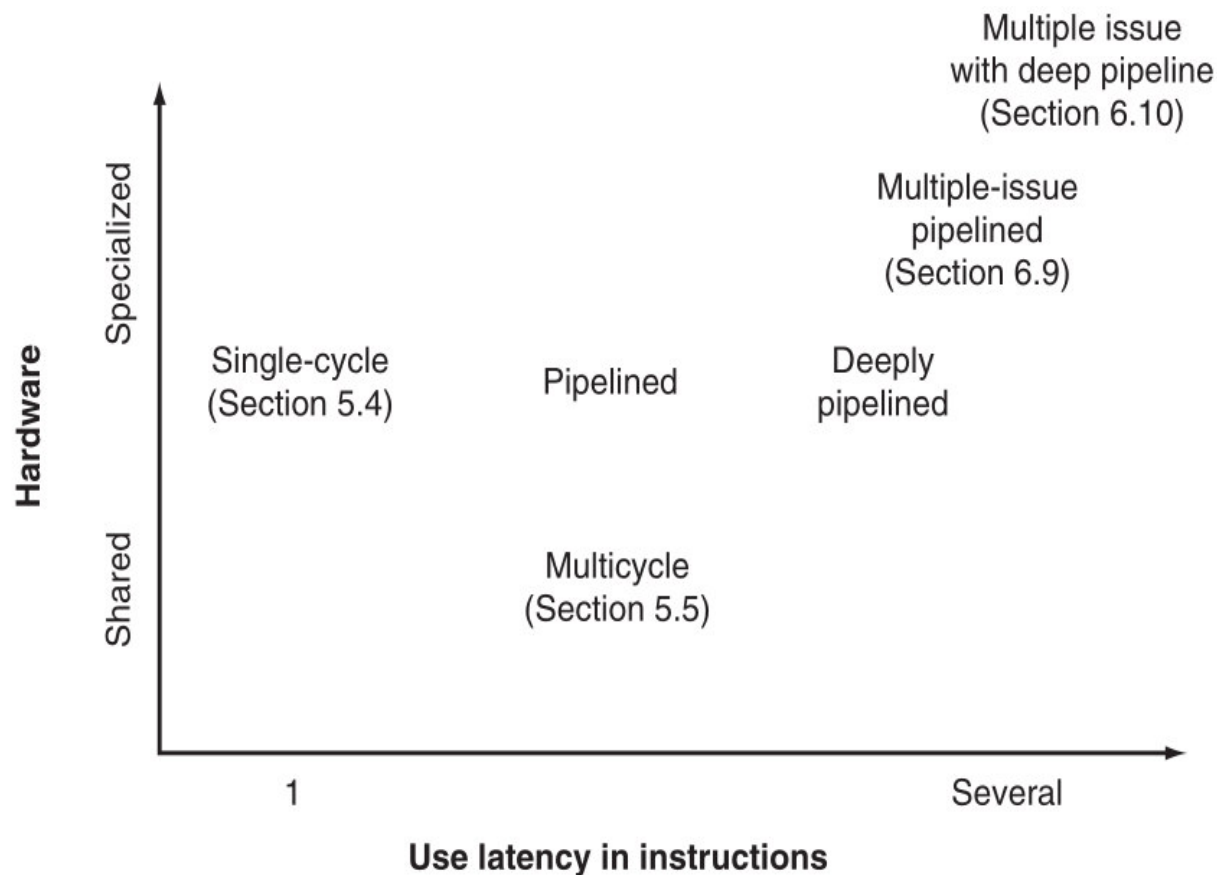 Multiple issue
with deep pipeline
(Section 6.10)
Multiple-issue
pipelined
(Section 6.9)
Specialized
Single-cycle
(Section 5.4)
Pipelined
Deeply
pipelined
Hardware
Shared
Multicycle
(Section 5.5)
1
Several
Use latency in instructions